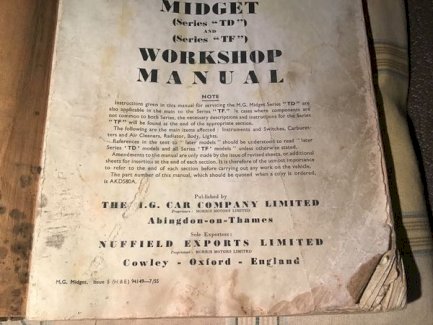 MIDGET
(Series "TD")
AND
(Series "TF")
WORKSHOP
MANUAL
NOTE
Instructions given in this manual for servicing the M.G. Midget Series "TD" are
also applicable in the main to the Series "TF". In cases where components are
not common to both Series, the necessary descriptions and instructions for the Series
"TF" will be found at the end of the appropriate section.
The following are the main items affected : Instruments and Switches, Carburet-
ters and Air Cleaners, Radiator, Body, Lights.
References in the text to "later models" should be understood to read "later
Series "TD" models and all Series "TF" models" unless otherwise stated.
Amendments to the manual are only made by the issue of revised sheets, or additional
sheets for insertion at the end of each section. It is therefore of the utmost importance
to refer to the end of each section before carrying out any work on the vehicle.
The part number of this manual, which should be quoted when a copy is ordered,
is AKD580A.
Published by
THE M.G. CAR COMPANY LIMITED
Proprietors: MORRIS MOTORS LIMITED
Abingdon-on-Thames
Sole Exporters:
NUFFIELD EXPORTS LIMITED
Proprietors: MORRIS MOTORS LIMITED
Cowley - Oxford - England
M.G. Midget. Issue 5 94149—7/55